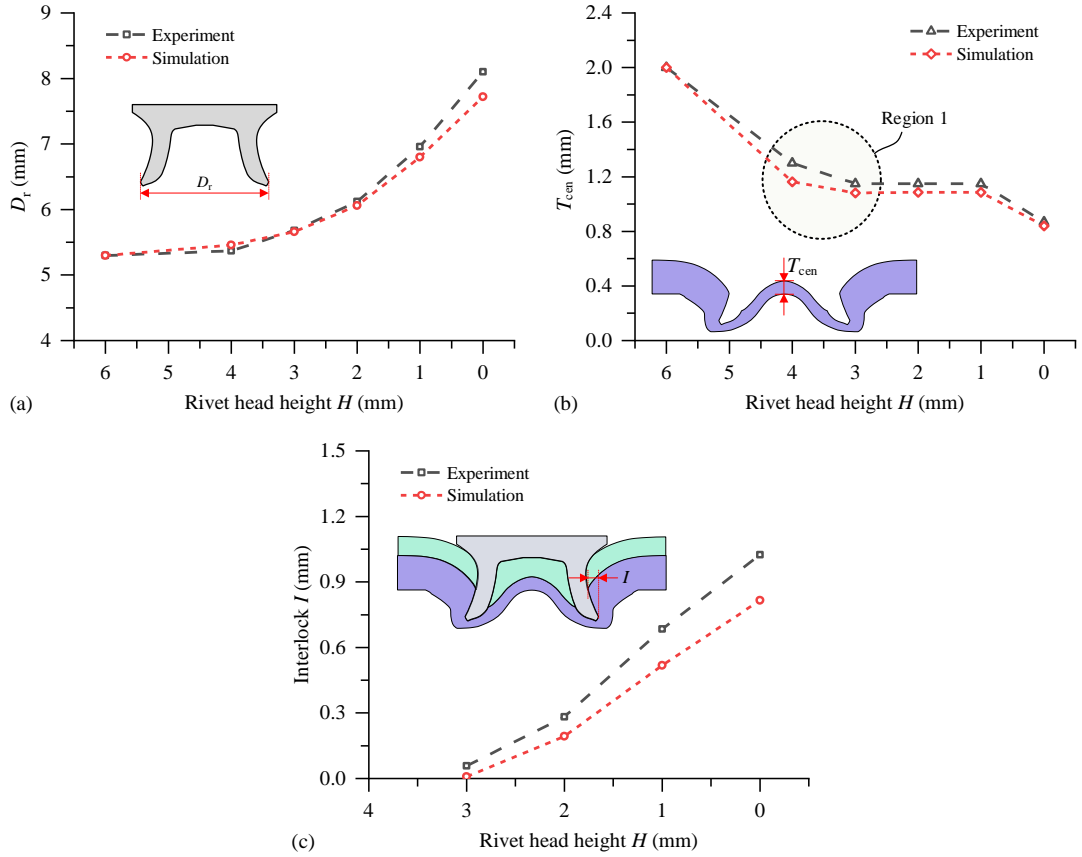 9
8
7
6
5
4
D_r (mm)
Experiment
Simulation
D_r
6
5
4
3
2
1
0
Rivet head height H (mm)
(a)
2.4
2.0
1.6
1.2
0.8
0.4
0.0
T_cen (mm)
Experiment
Simulation
Region 1
T_cen
6
5
4
3
2
1
0
Rivet head height H (mm)
(b)
1.5
1.2
0.9
0.6
0.3
0.0
Interlock I (mm)
Experiment
Simulation
I
4
3
2
1
0
Rivet head height H (mm)
(c)